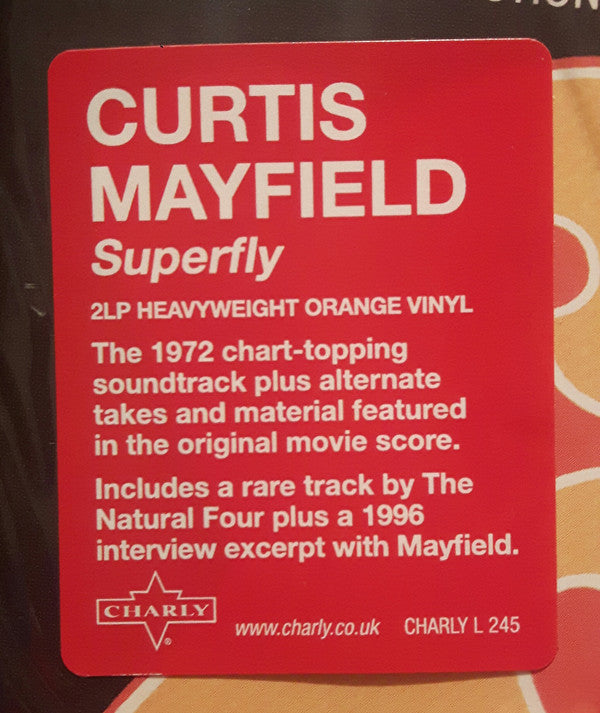 CURTIS
MAYFIELD
Superfly
2LP HEAVYWEIGHT ORANGE VINYL
The 1972 chart-topping
soundtrack plus alternate
takes and material featured
in the original movie score.
Includes a rare track by The
Natural Four plus a 1996
interview excerpt with Mayfield.
CHARLY
®
www.charly.co.uk CHARLY L 245